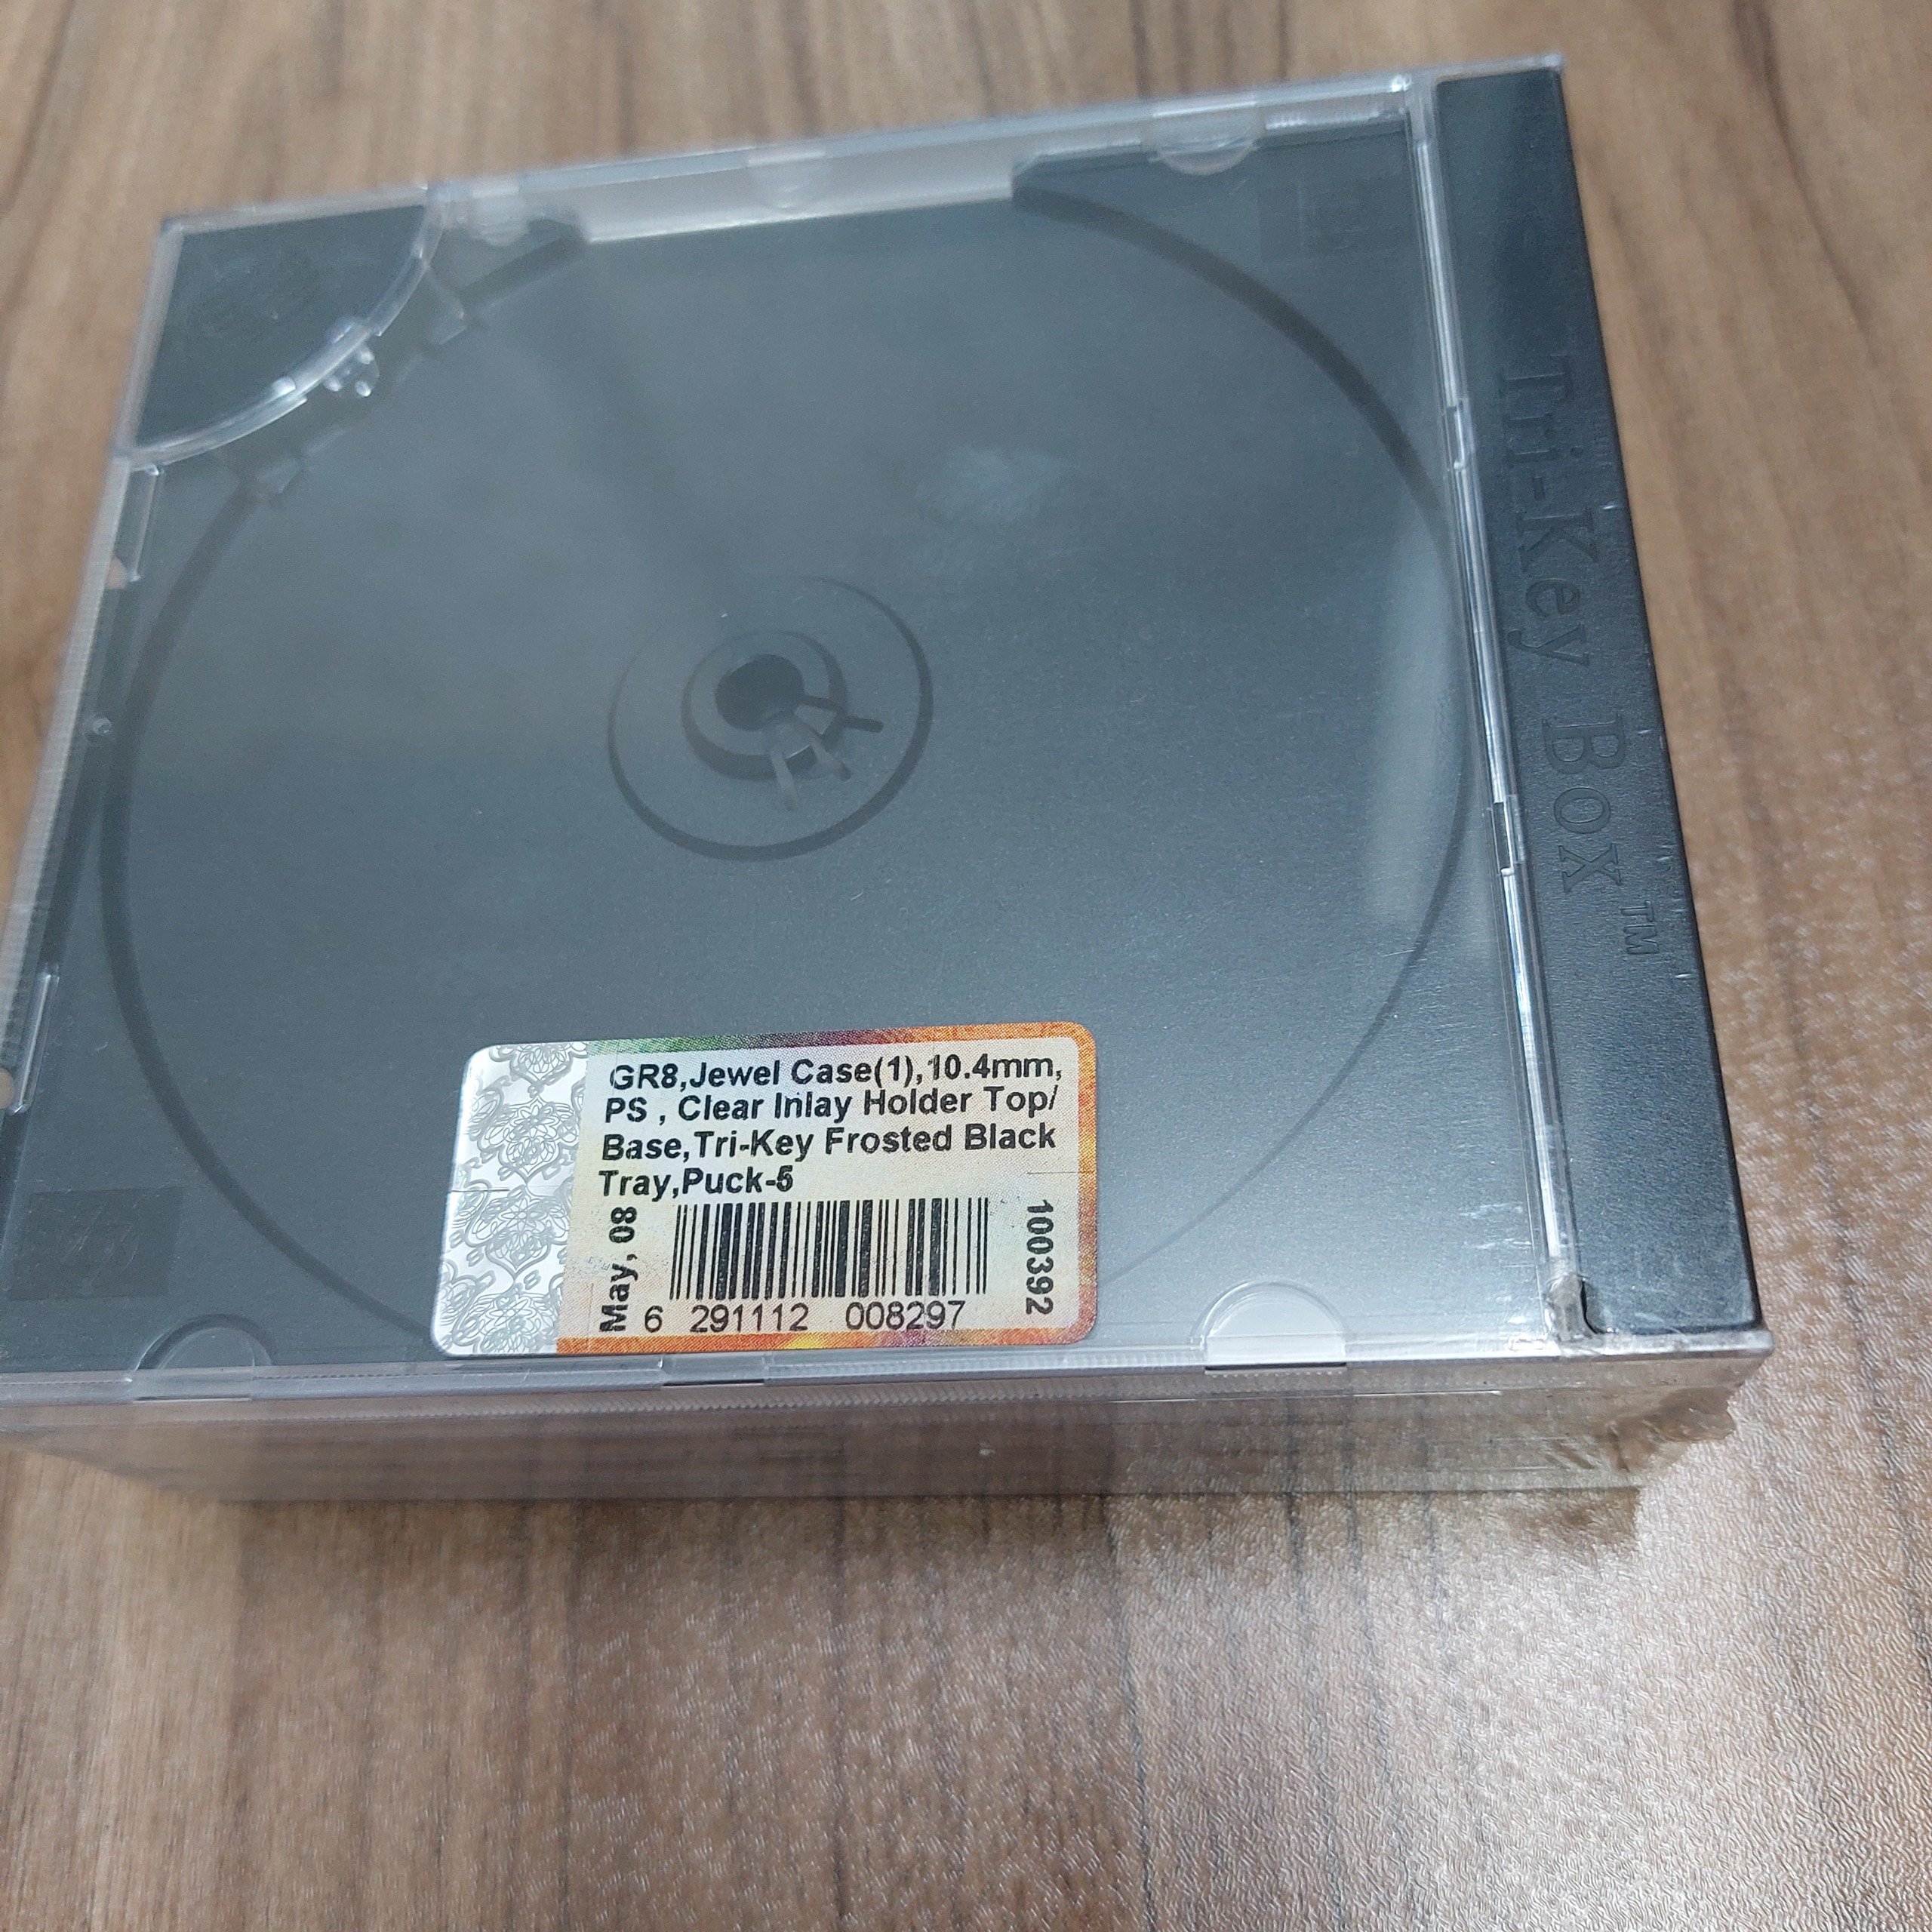 Tri-Key Box™
GR8,Jewel Case(1),10.4mm,
PS , Clear Inlay Holder Top/
Base,Tri-Key Frosted Black
Tray,Puck-5
May, 08
6 291112 008297
100392